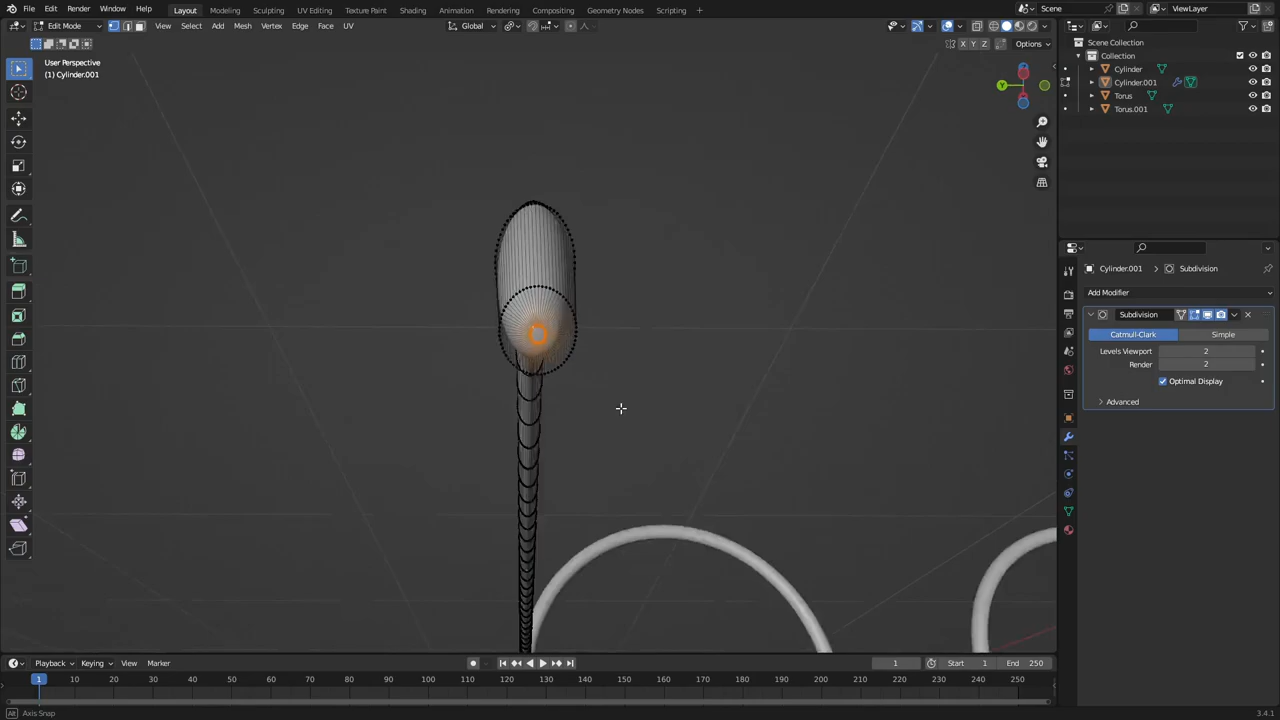 File Edit Render Window Help Layout Modeling Sculpting UV Editing Texture Paint Shading Animation Rendering Compositing Geometry Nodes Scripting + Scene ViewLayer
Edit Mode View Select Add Mesh Vertex Edge Face UV Global
X Y Z Options
User Perspective
(1) Cylinder.001
Y
Scene Collection
Collection
Cylinder
Cylinder.001
Torus
Torus.001
Cylinder.001 > Subdivision
Add Modifier
Subdivision
Catmull-Clark Simple
Levels Viewport 2
Render 2
Optimal Display
Advanced
Playback Keying View Marker 1 Start 1 End 250
1 10 20 30 40 50 60 70 80 90 100 110 120 130 140 150 160 170 180 190 200 210 220 230 240 250
Alt Axis Snap 3.4.1